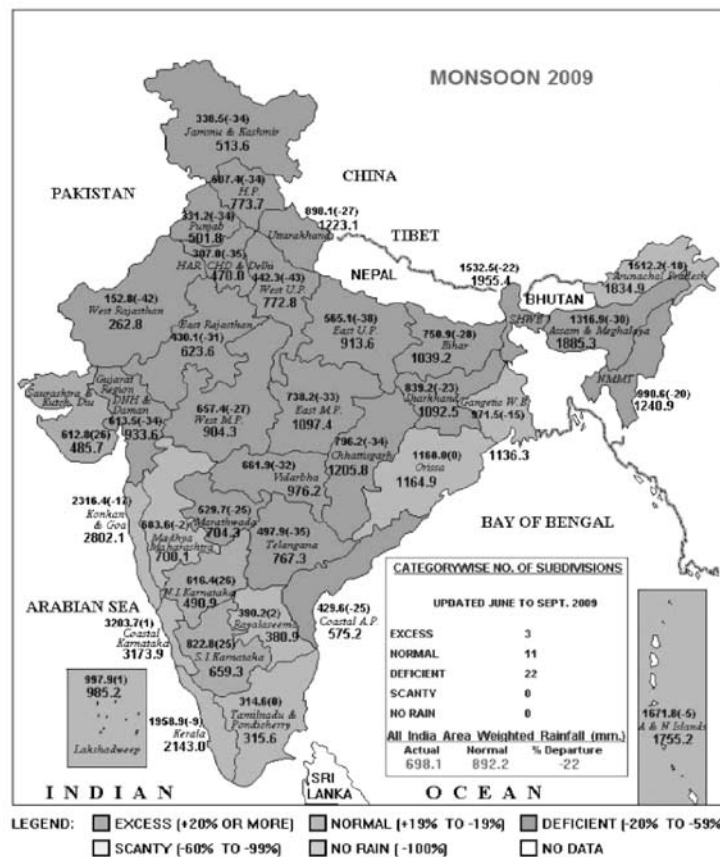 MONSOON 2009
338.5(-34)
Jammu & Kashmir
513.6
CHINA
PAKISTAN
507.4(-34)
H.P.
773.7
331.2(-34)
Punjab
501.8
898.1(-27)
1223.1
Uttarakhand
TIBET
307.0(-35)
HAR. CHD & Delhi
470.0
NEPAL
442.3(-43)
West U.P.
772.8
1532.5(-22)
1955.4
1512.2(-18)
Arunachal Pradesh
1834.9
BHUTAN
152.8(-42)
West Rajasthan
262.8
East Rajasthan
430.1(-31)
623.6
565.1(-38)
East U.P.
913.6
750.9(-28)
Bihar
1039.2
SHWB
1316.9(-30)
Assam & Meghalaya
1885.3
NMMT
990.6(-20)
1240.9
Gujarat
Region
DNH &
Daman
613.5(-34)
933.6
Saurashtra &
Kutch, Diu
612.8(26)
485.7
657.4(-27)
West M.P.
904.3
738.2(-33)
East M.P.
1097.4
839.2(-23)
Jharkhand
1092.5
Gangetic W.B.
971.5(-15)
1136.3
796.2(-34)
Chhattisgarh
1205.8
1160.0(0)
Orissa
1164.9
661.9(-32)
Vidarbha
976.2
2316.4(-17)
Konkan
& Goa
2802.1
683.6(-2)
Madhya
Maharashtra
700.1
529.7(-25)
Marathwada
704.3
497.9(-35)
Telangana
767.3
BAY OF BENGAL
ARABIAN SEA
616.4(26)
N.I.Karnataka
490.9
390.2(2)
Rayalaseema
380.9
429.6(-25)
Coastal A.P.
575.2
3203.7(1)
Coastal
Karnataka
3173.9
822.8(25)
S.I.Karnataka
659.3
997.9(1)
985.2
Lakshadweep
1958.9(-9)
Kerala
2143.0
314.6(0)
Tamilnadu &
Pondicherry
315.6
1671.8(-5)
A & N Islands
1755.2
CATEGORYWISE NO. OF SUBDIVISIONS
UPDATED JUNE TO SEPT. 2009
EXCESS 3
NORMAL 11
DEFICIENT 22
SCANTY 0
NO RAIN 0
All India Area Weighted Rainfall (mm.)
Actual Normal % Departure
698.1 892.2 -22
SRI
LANKA
INDIAN OCEAN
LEGEND: EXCESS (+20% OR MORE) NORMAL (+19% TO -19%) DEFICIENT (-20% TO -59%)
SCANTY (-60% TO -99%) NO RAIN (-100%) NO DATA